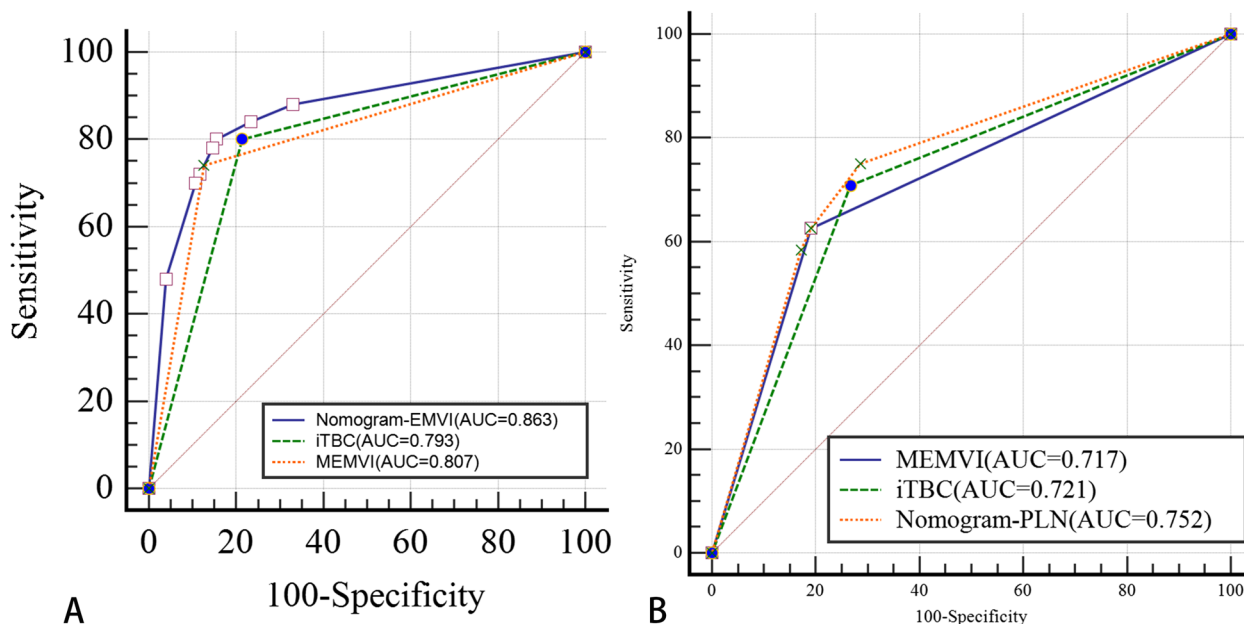 100
80
60
40
20
0
Sensitivity
0 20 40 60 80 100
100-Specificity
Nomogram-EMVI(AUC=0.863)
iTBC(AUC=0.793)
MEMVI(AUC=0.807)
A
100
80
60
40
20
0
Sensitivity
0 20 40 60 80 100
100-Specificity
MEMVI(AUC=0.717)
iTBC(AUC=0.721)
Nomogram-PLN(AUC=0.752)
B